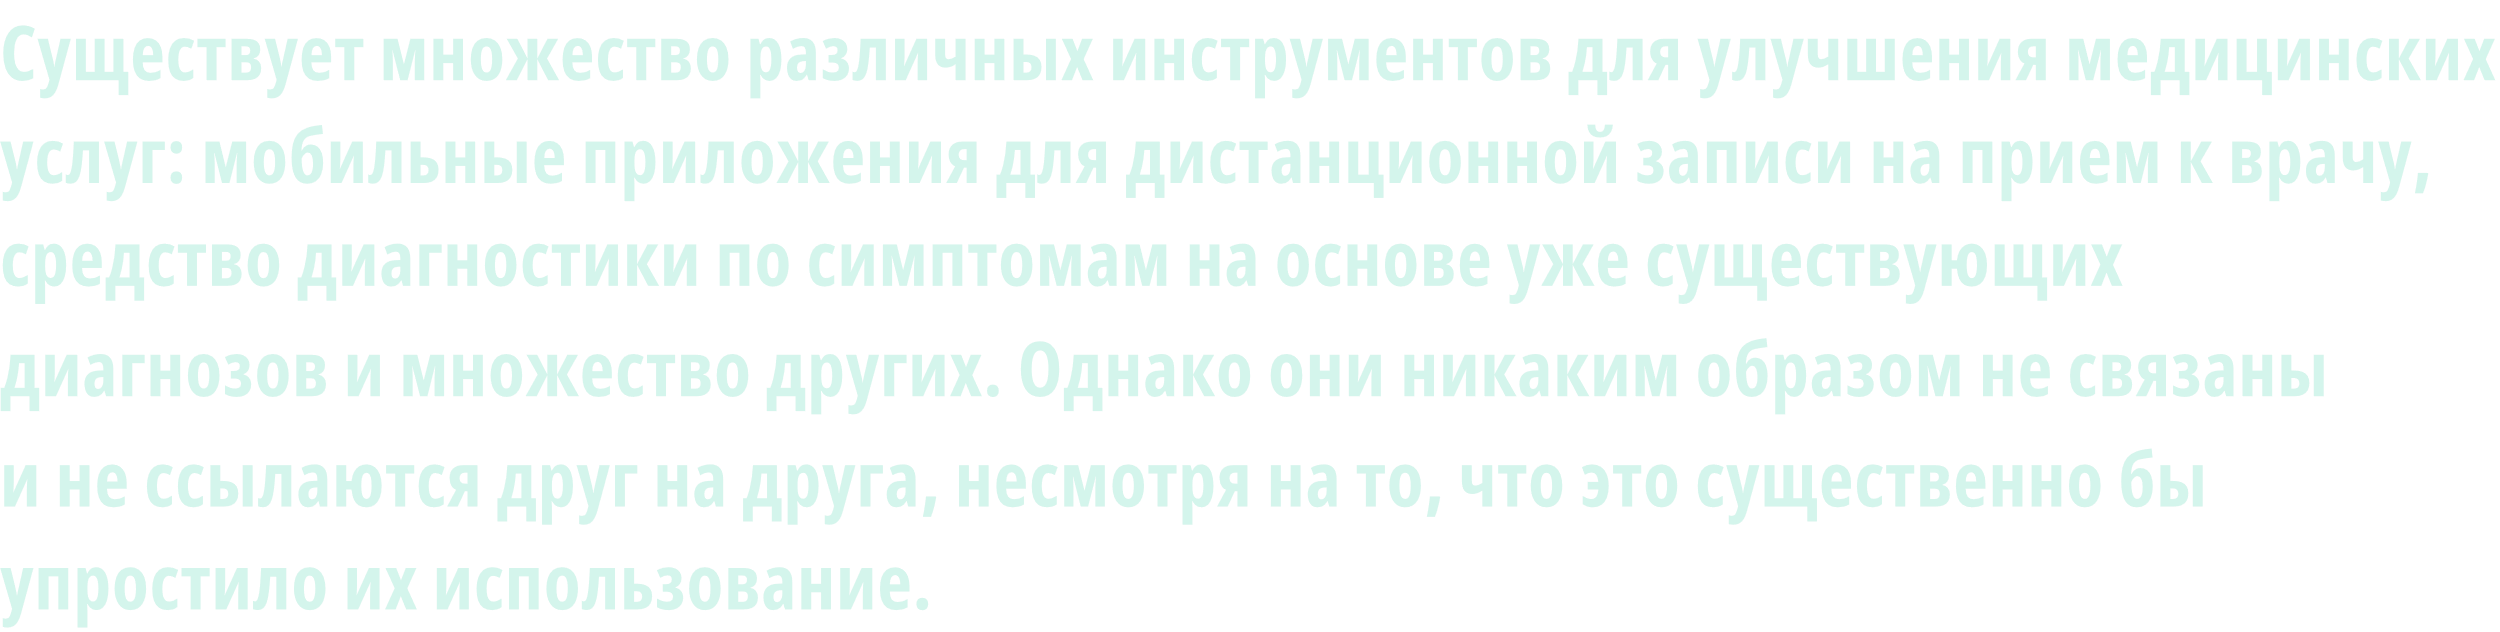 Существует множество различных инструментов для улучшения медицинских
услуг: мобильные приложения для дистанционной записи на прием к врачу,
средства диагностики по симптомам на основе уже существующих
диагнозов и множество других. Однако они никаким образом не связаны
и не ссылаются друг на друга, несмотря на то, что это существенно бы
упростило их использование.